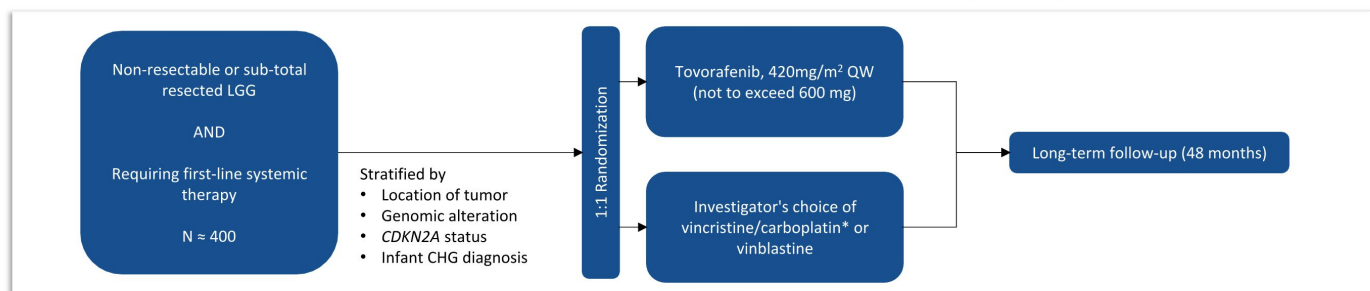 Non-resectable or sub-total
resected LGG
AND
Requiring first-line systemic
therapy
N ≈ 400
Stratified by
• Location of tumor
• Genomic alteration
• CDKN2A status
• Infant CHG diagnosis
1:1 Randomization
Tovorafenib, 420mg/m² QW
(not to exceed 600 mg)
Investigator's choice of
vincristine/carboplatin* or
vinblastine
Long-term follow-up (48 months)